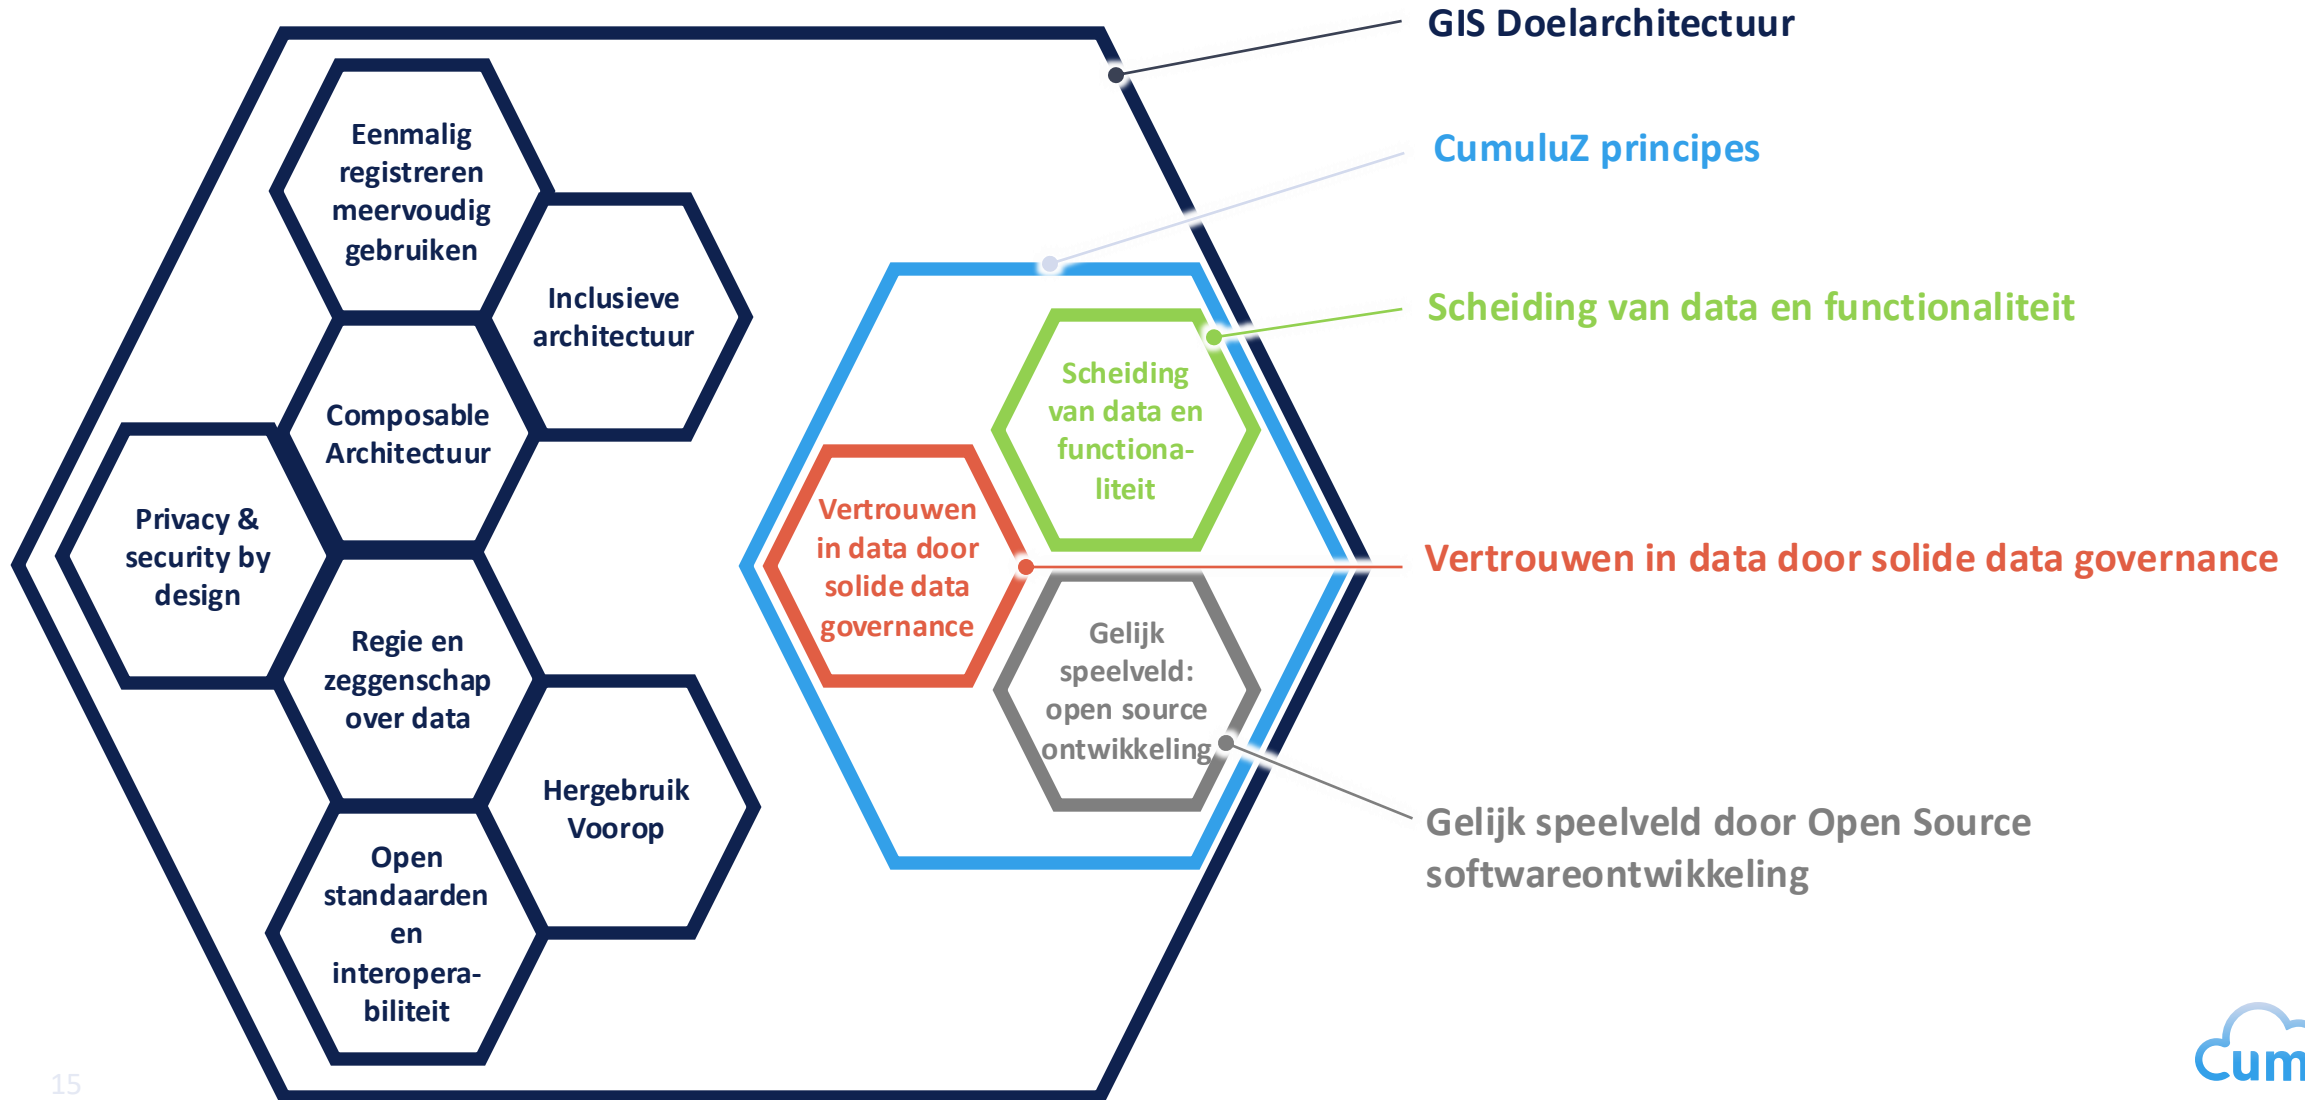 GIS Doelarchitectuur
CumuluZ principes
Scheiding van data en functionaliteit
Vertrouwen in data door solide data governance
Gelijk speelveld door Open Source
softwareontwikkeling
Eenmalig
registreren
meervoudig
gebruiken
Inclusieve
architectuur
Composable
Architectuur
Privacy &
security by
design
Regie en
zeggenschap
over data
Hergebruik
Voorop
Open
standaarden
en
interopera-
biliteit
Scheiding
van data en
functiona-
liteit
Vertrouwen
in data door
solide data
governance
Gelijk
speelveld:
open source
ontwikkeling
15
Cum